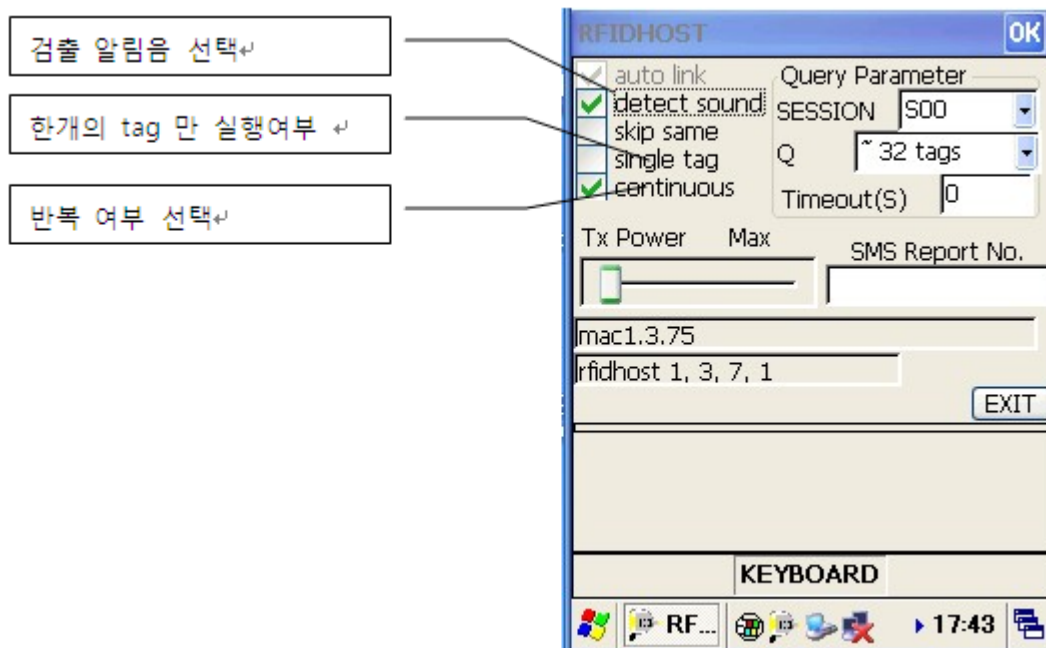 검출 알림음 선택↵
한개의 tag 만 실행여부 ↵
반복 여부 선택↵
RFIDHOST OK
auto link
detect sound
skip same
single tag
continuous
Query Parameter
SESSION S00
Q ~ 32 tags
Timeout(S) 0
Tx Power Max
SMS Report No.
mac1.3.75
rfidhost 1, 3, 7, 1
EXIT
KEYBOARD
RF... 17:43